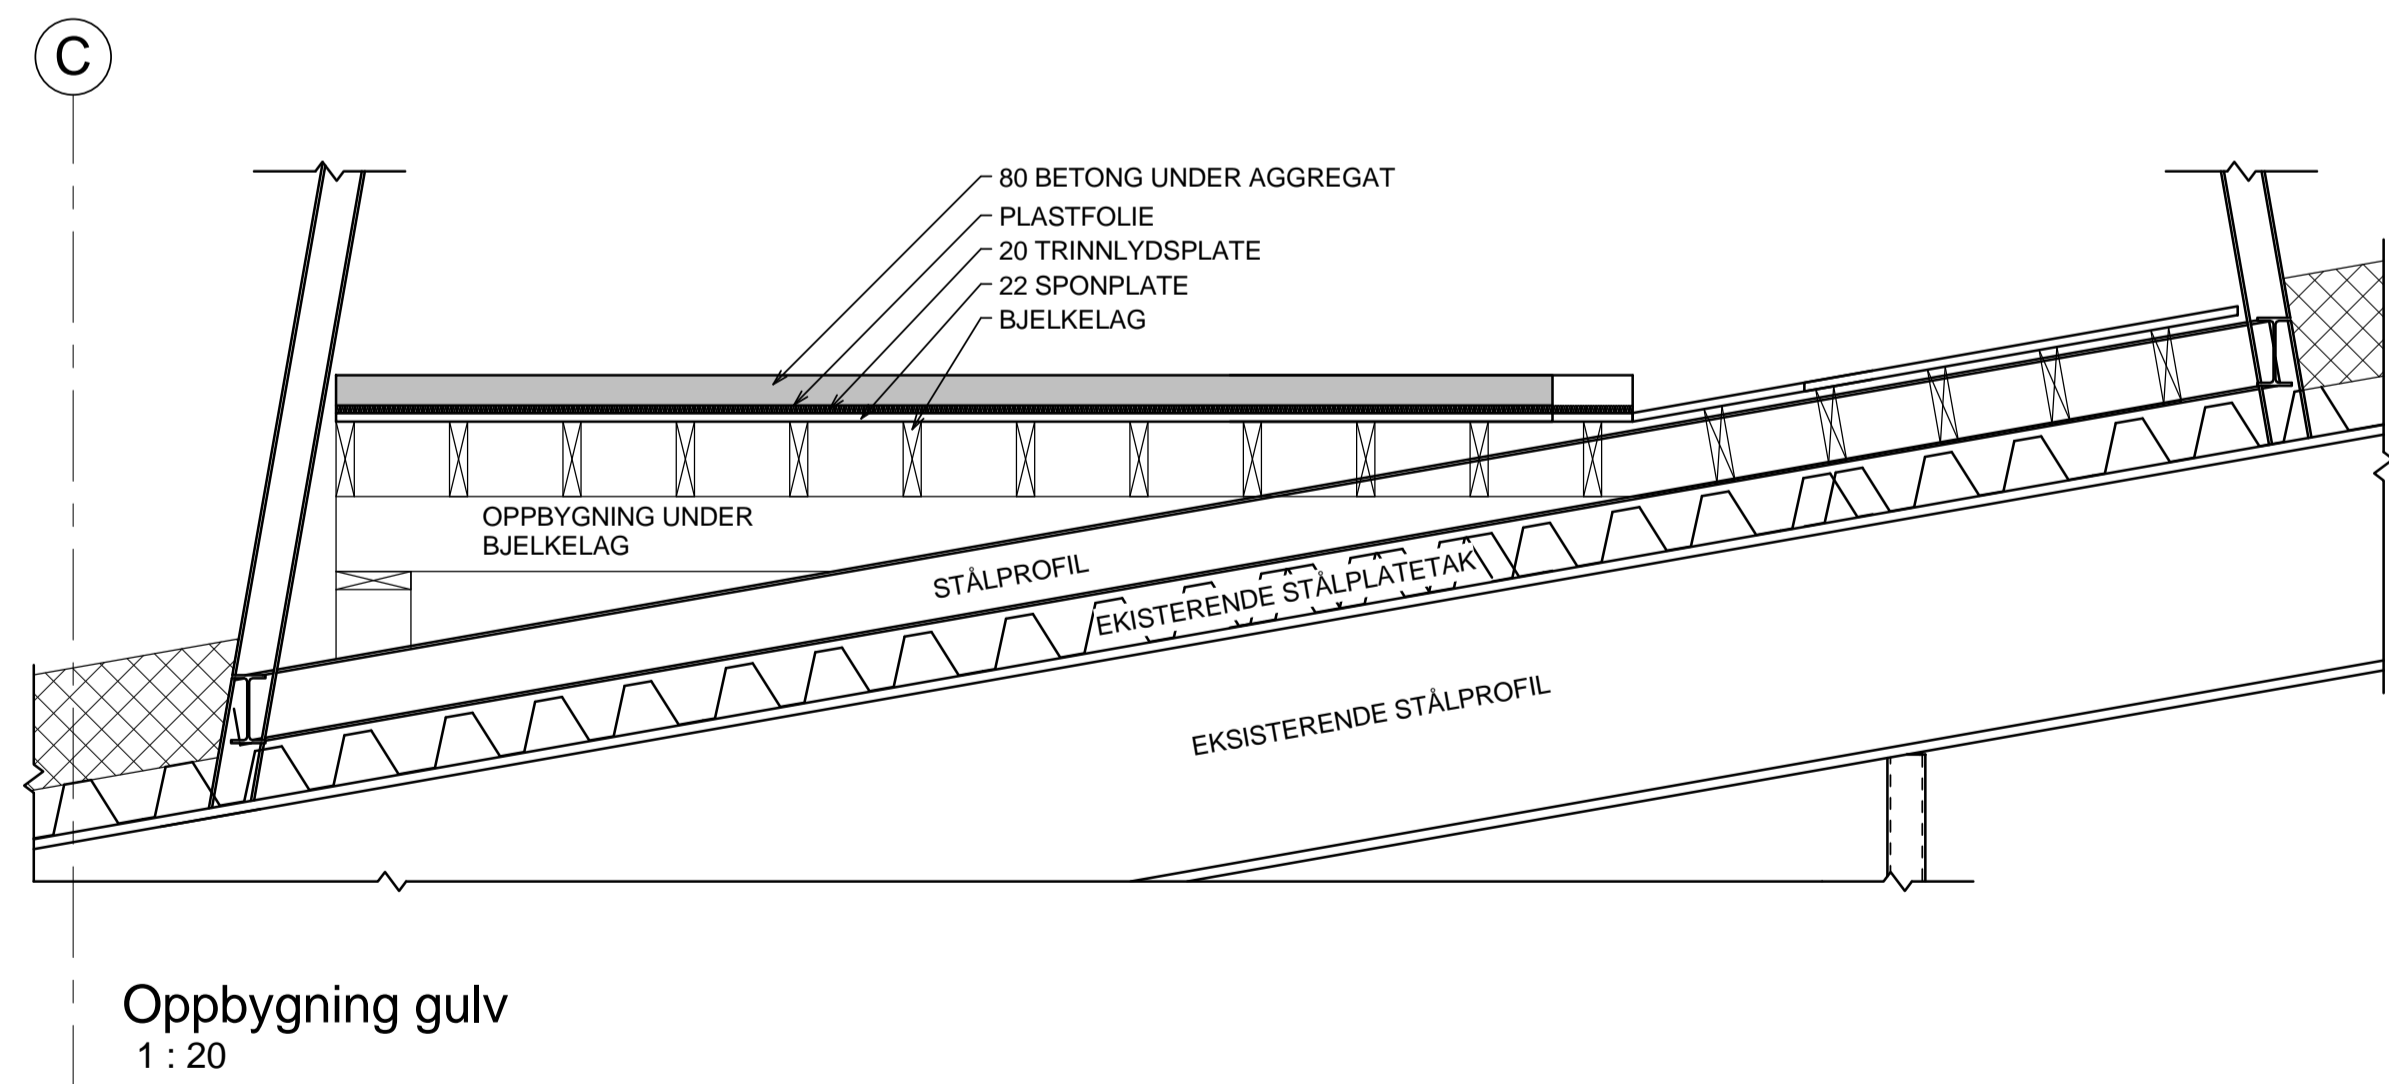 C
80 BETONG UNDER AGGREGAT
PLASTFOLIE
20 TRINNLYDSPLATE
22 SPONPLATE
BJELKELAG
OPPBYGNING UNDER
BJELKELAG
STÅLPROFIL
EKISTERENDE STÅLPLATETAK
EKSISTERENDE STÅLPROFIL
Oppbygning gulv
1 : 20